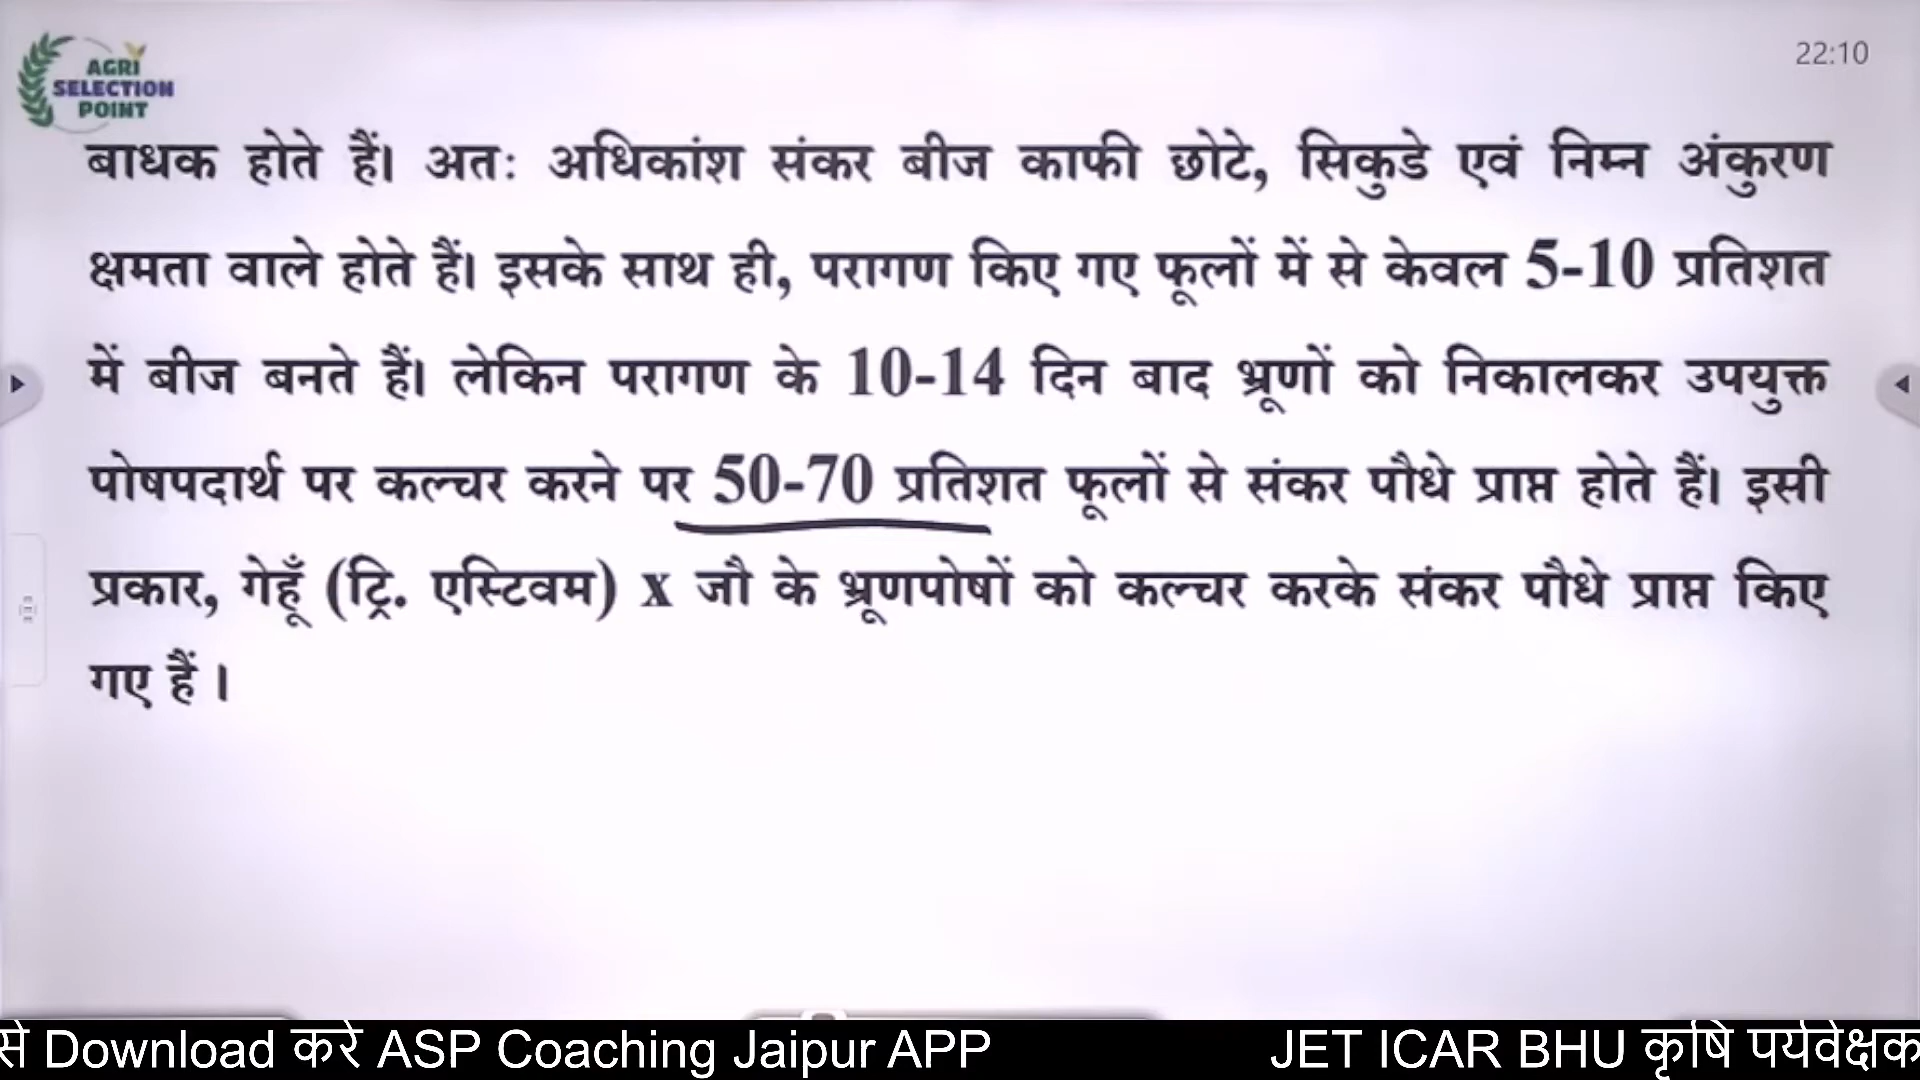 AGRI
SELECTION
POINT
22:10
बाधक होते हैं। अतः अधिकांश संकर बीज काफी छोटे, सिकुडे एवं निम्न अंकुरण
क्षमता वाले होते हैं। इसके साथ ही, परागण किए गए फूलों में से केवल 5-10 प्रतिशत
में बीज बनते हैं। लेकिन परागण के 10-14 दिन बाद भ्रूणों को निकालकर उपयुक्त
पोषपदार्थ पर कल्चर करने पर 50-70 प्रतिशत फूलों से संकर पौधे प्राप्त होते हैं। इसी
प्रकार, गेहूँ (ट्रि. एस्टिवम) x जौ के भ्रूणपोषों को कल्चर करके संकर पौधे प्राप्त किए
गए हैं ।
से Download करे ASP Coaching Jaipur APP JET ICAR BHU कृषि पर्यवेक्षक